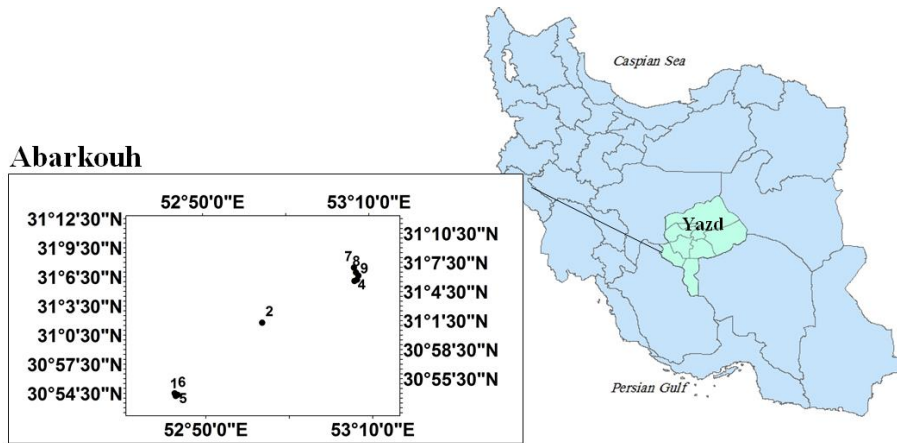 Caspian Sea
Abarkouh
52°50'0"E 53°10'0"E
31°12'30"N
31°10'30"N
31°9'30"N
7 8 9
31°7'30"N
31°6'30"N
4
31°4'30"N
31°3'30"N
2
31°1'30"N
31°0'30"N
30°58'30"N
30°57'30"N
30°55'30"N
30°54'30"N
16
5
52°50'0"E 53°10'0"E
Yazd
Persian Gulf